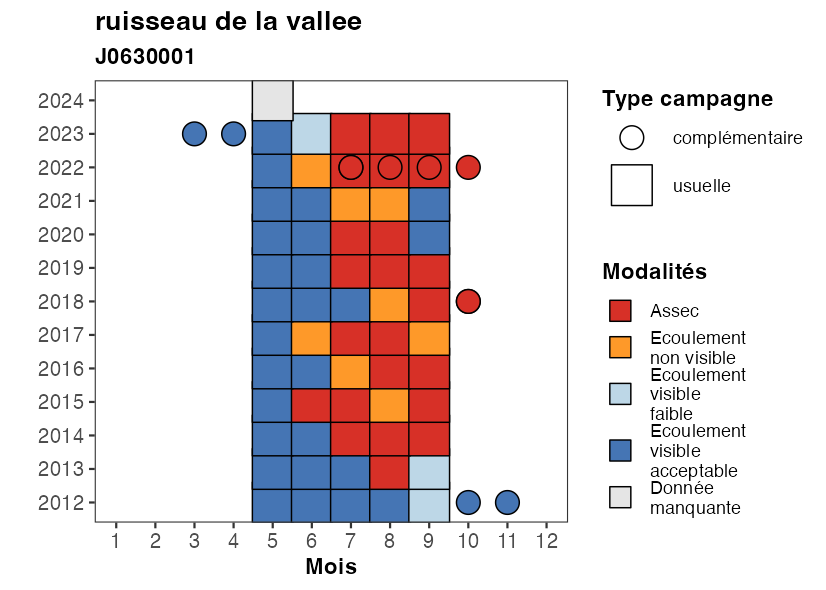 ruisseau de la vallee
J0630001
2024
2023
2022
2021
2020
2019
2018
2017
2016
2015
2014
2013
2012
1 2 3 4 5 6 7 8 9 10 11 12
Mois
Type campagne
complémentaire
usuelle
Modalités
Assec
Ecoulement
non visible
Ecoulement
visible
faible
Ecoulement
visible
acceptable
Donnée
manquante